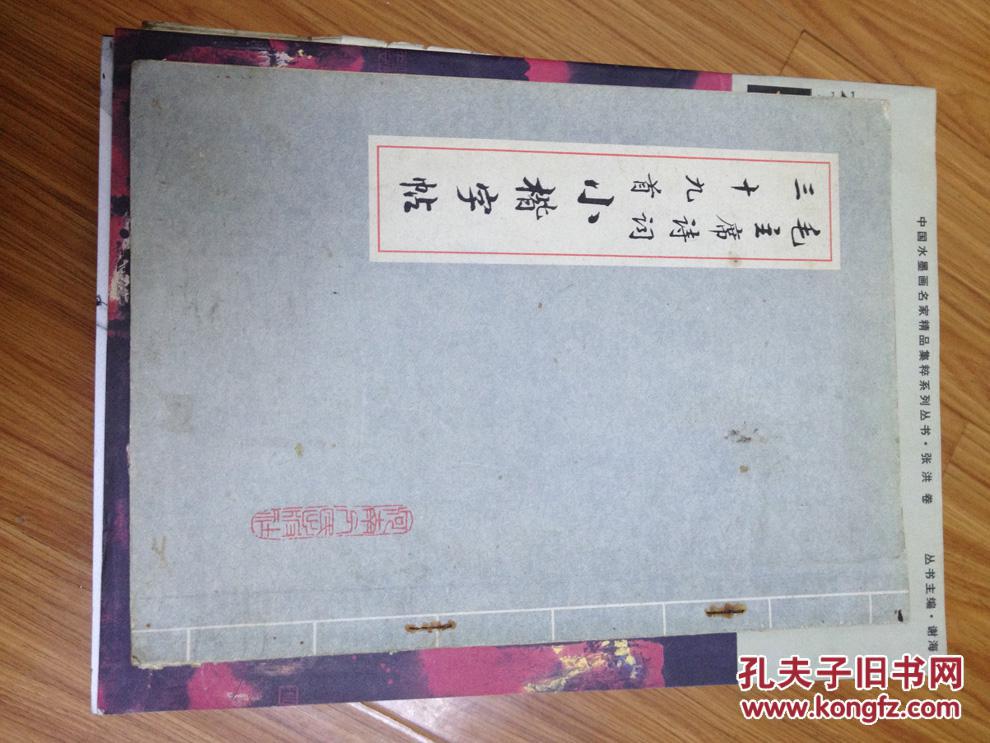 毛主席诗词
三十九首
小楷字帖
中国水墨画名家精品集粹系列丛书·张洪卷
丛书主编·谢海
孔夫子旧书网
www.kongfz.com